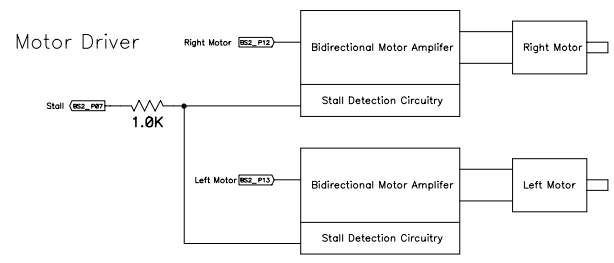 Motor Driver
Right Motor BS2_P12
Bidirectional Motor Amplifer
Right Motor
Stall Detection Circuitry
Stall BS2_P07
1.0K
Left Motor BS2_P13
Bidirectional Motor Amplifer
Left Motor
Stall Detection Circuitry